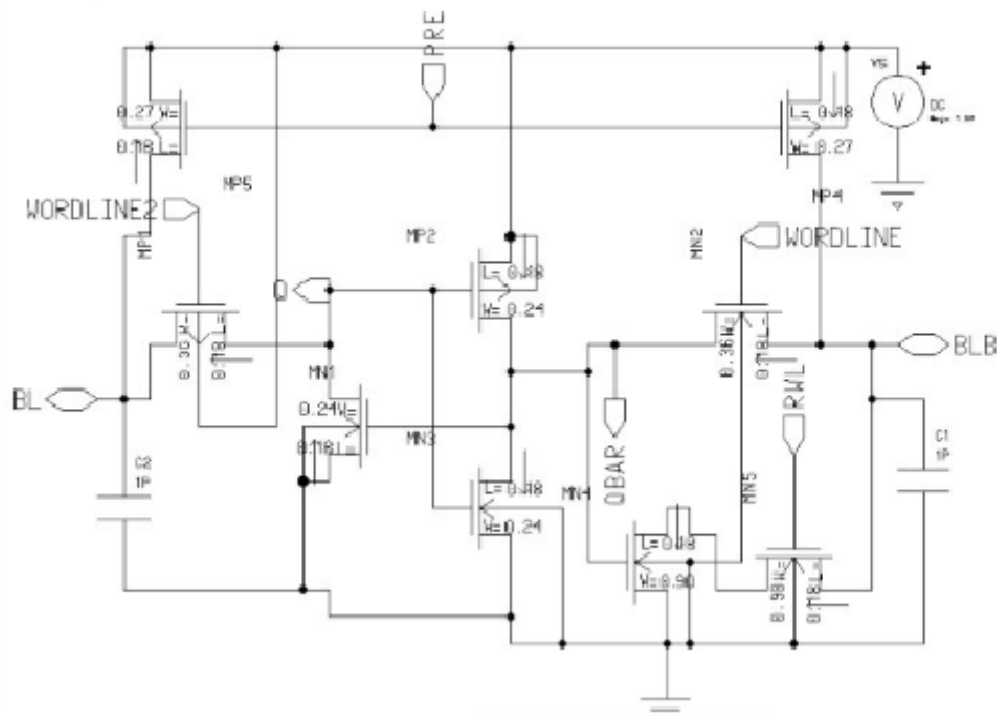 PRE
VS
+
V
DC
0.27 W=
0.18 L=
L= 0.18
W= 0.27
MP5
MP4
WORDLINE2
MP1
MP2
MN2
WORDLINE
Q
L= 0.18
W= 0.24
0.36 W=
0.18 L=
0.36 W=
0.18 L=
BLB
BL
MN1
RWL
0.24 W=
0.18 L=
MN3
QBAR
C2
1P
C1
1P
L= 0.18
W= 0.24
MN4
MN5
L= 0.18
W= 0.90
0.90 W=
0.18 L=